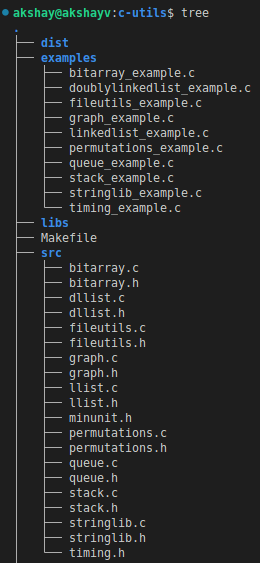 akshay@akshayv:c-utils$ tree
.
├── dist
├── examples
│   ├── bitarray_example.c
│   ├── doublylinkedlist_example.c
│   ├── fileutils_example.c
│   ├── graph_example.c
│   ├── linkedlist_example.c
│   ├── permutations_example.c
│   ├── queue_example.c
│   ├── stack_example.c
│   ├── stringlib_example.c
│   └── timing_example.c
├── libs
├── Makefile
├── src
│   ├── bitarray.c
│   ├── bitarray.h
│   ├── dllist.c
│   ├── dllist.h
│   ├── fileutils.c
│   ├── fileutils.h
│   ├── graph.c
│   ├── graph.h
│   ├── llist.c
│   ├── llist.h
│   ├── minunit.h
│   ├── permutations.c
│   ├── permutations.h
│   ├── queue.c
│   ├── queue.h
│   ├── stack.c
│   ├── stack.h
│   ├── stringlib.c
│   ├── stringlib.h
│   └── timing.h